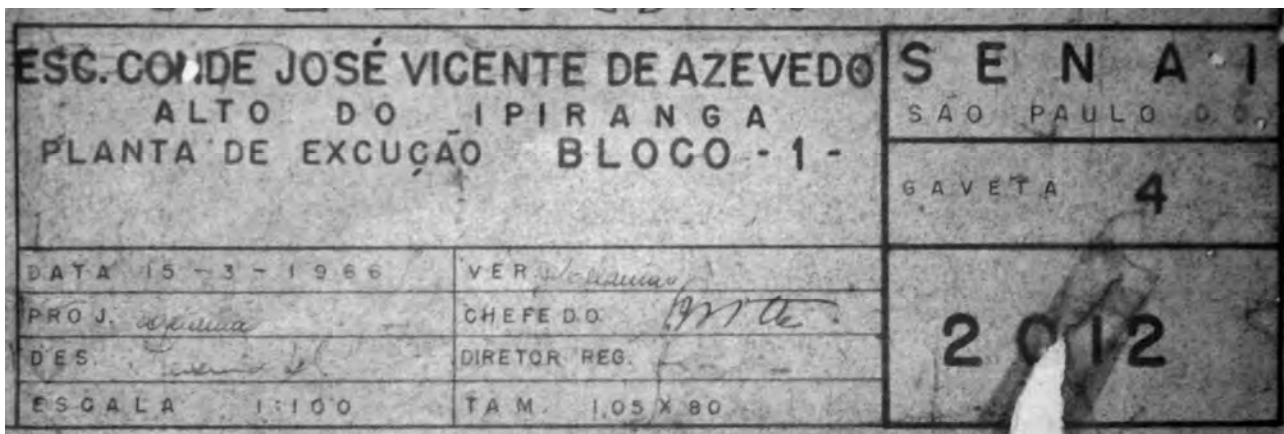 ESC. CONDE JOSÉ VICENTE DE AZEVEDO
ALTO DO IPIRANGA
PLANTA DE EXCUÇÃO BLOCO - 1 -
DATA 15 - 3 - 1966
VER.
PROJ.
CHEFE D.O.
DES.
DIRETOR REG.
ESCALA 1:100
TAM. 1,05 X 80
SENAI
SÃO PAULO D.O.
GAVETA 4
2012